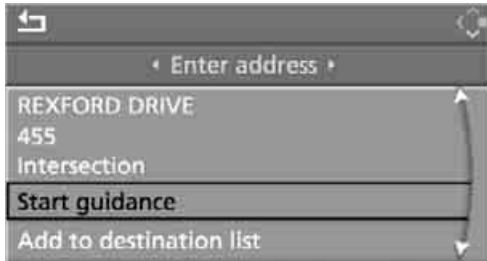 Enter address
REXFORD DRIVE
455
Intersection
Start guidance
Add to destination list